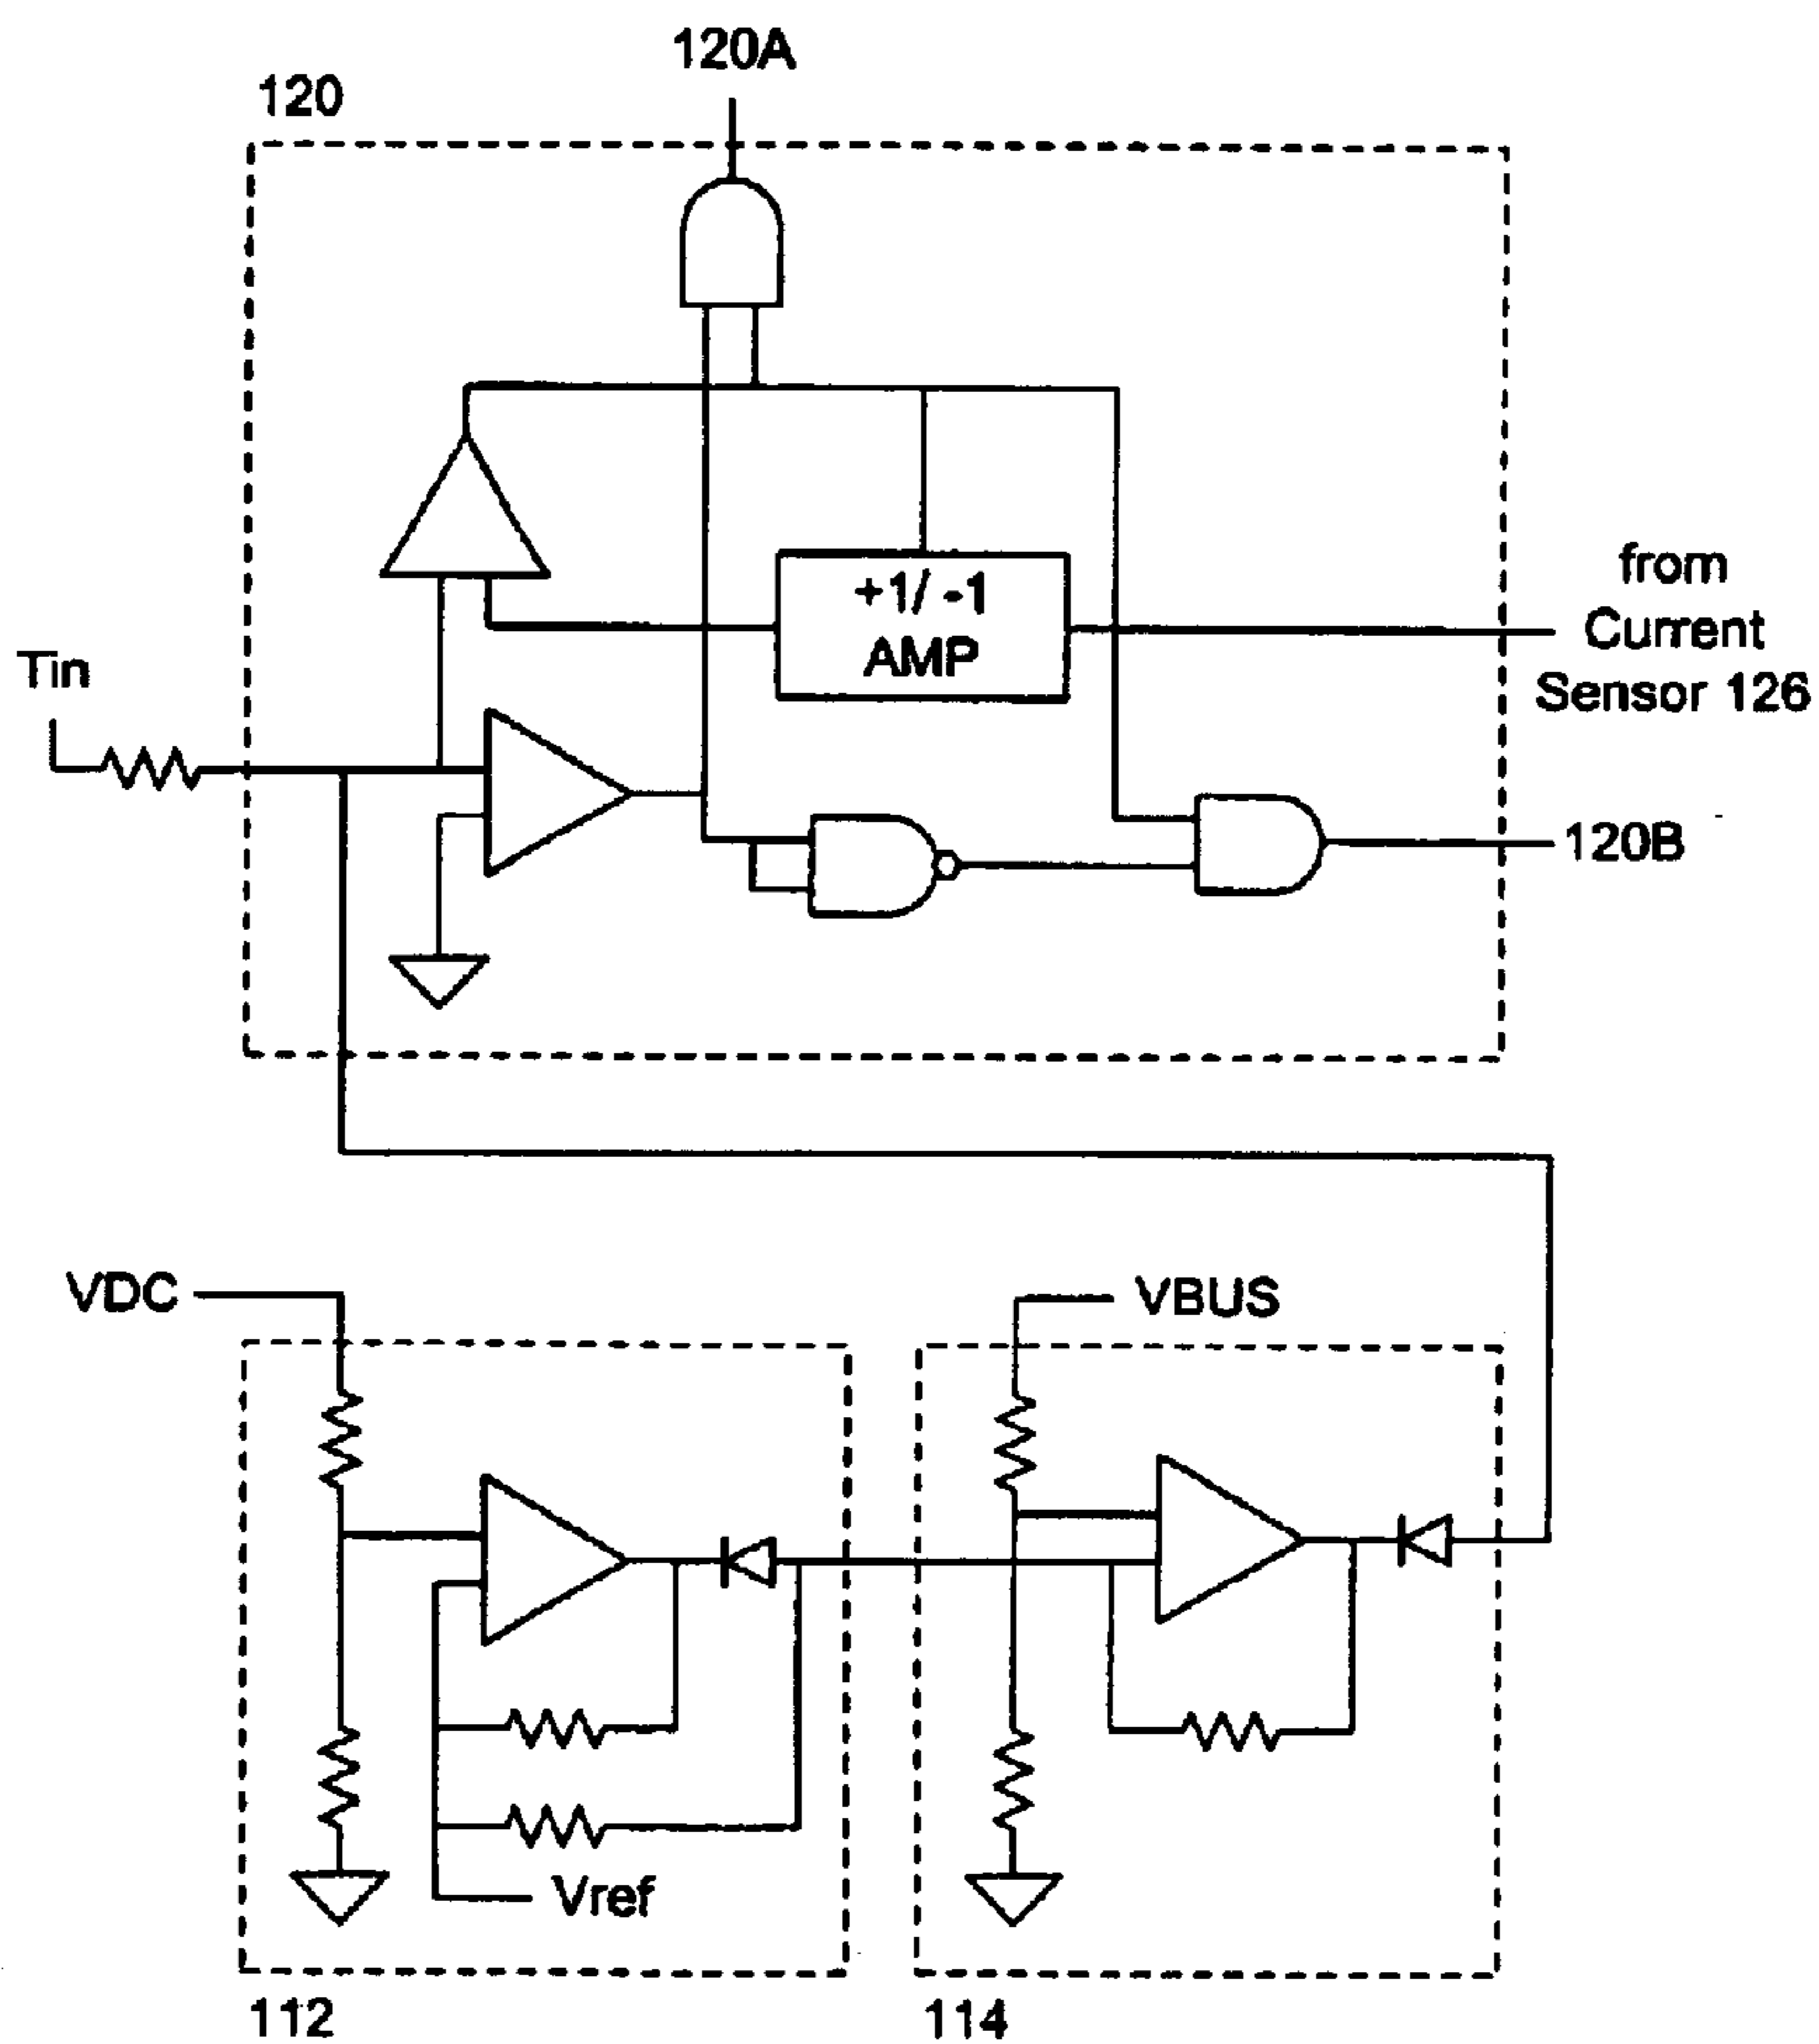 120A
120
+1/ -1
AMP
from
Current
Sensor 126
Tin
120B
VDC
VBUS
Vref
112
114